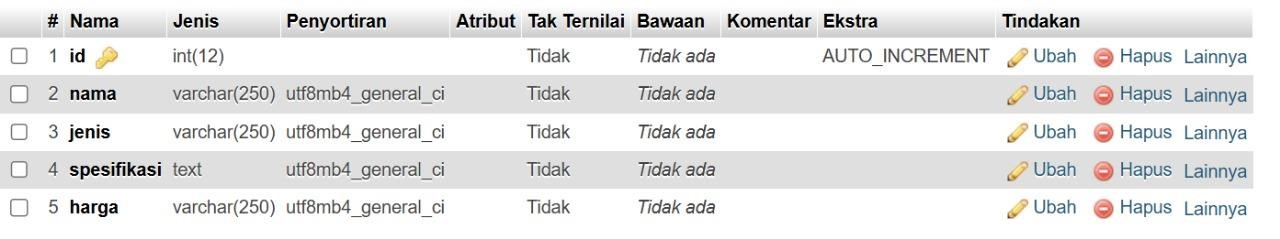 # Nama Jenis Penyortiran Atribut Tak Ternilai Bawaan Komentar Ekstra Tindakan
1 id int(12) Tidak Tidak ada AUTO_INCREMENT Ubah Hapus Lainnya
2 nama varchar(250) utf8mb4_general_ci Tidak Tidak ada Ubah Hapus Lainnya
3 jenis varchar(250) utf8mb4_general_ci Tidak Tidak ada Ubah Hapus Lainnya
4 spesifikasi text utf8mb4_general_ci Tidak Tidak ada Ubah Hapus Lainnya
5 harga varchar(250) utf8mb4_general_ci Tidak Tidak ada Ubah Hapus Lainnya